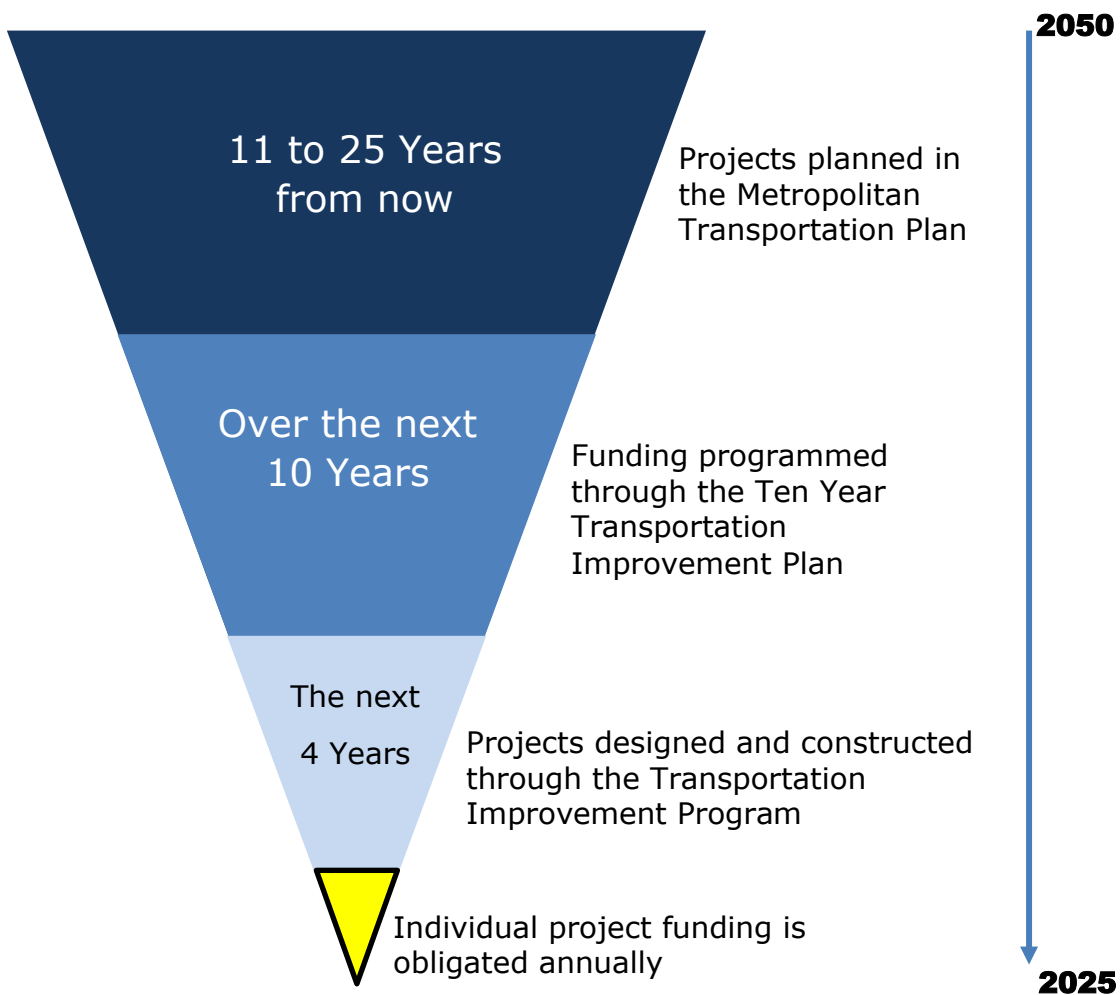 2050
11 to 25 Years
from now
Projects planned in
the Metropolitan
Transportation Plan
Over the next
10 Years
Funding programmed
through the Ten Year
Transportation
Improvement Plan
The next
4 Years
Projects designed and constructed
through the Transportation
Improvement Program
Individual project funding is
obligated annually
2025